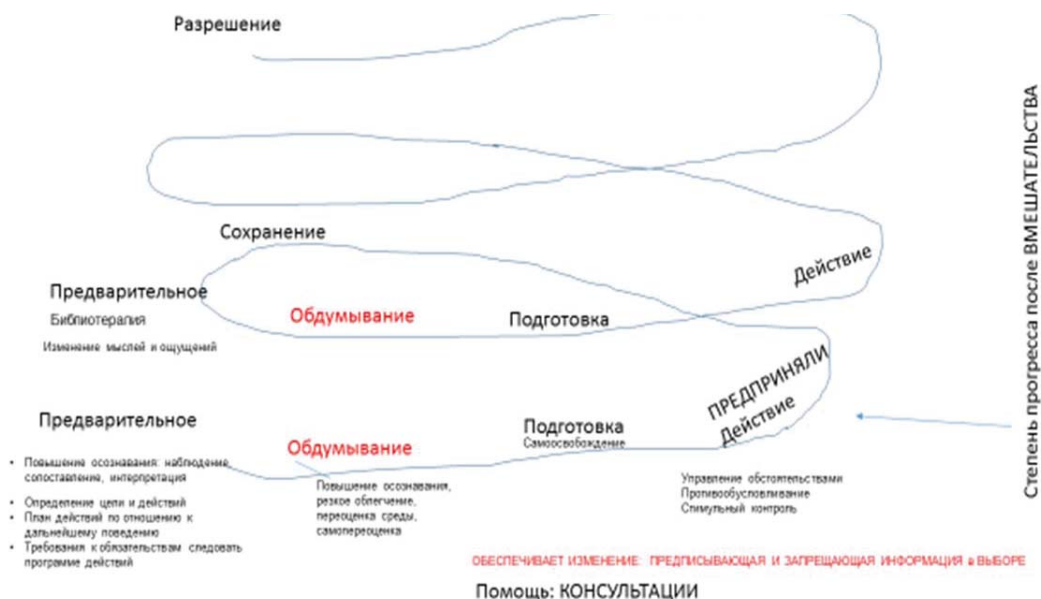 Разрешение
Сохранение
Действие
Предварительное
Библиотерапия
Изменение мыслей и ощущений
Обдумывание
Подготовка
ПРЕДПРИНЯЛИ
Действие
Предварительное
• Повышение осознавания: наблюдение,
сопоставление, интерпретация
• Определение цели и действий
• План действий по отношению к
дальнейшему поведению
• Требования к обязательствам следовать
программе действий
Обдумывание
Повышение осознавания,
резкое облегчение,
переоценка среды,
самопереоценка
Подготовка
Самоосвобождение
Управление обстоятельствами
Противообусловливание
Стимульный контроль
Степень прогресса после ВМЕШАТЕЛЬСТВА
ОБЕСПЕЧИВАЕТ ИЗМЕНЕНИЕ: ПРЕДПИСЫВАЮЩАЯ И ЗАПРЕЩАЮЩАЯ ИНФОРМАЦИЯ в ВЫБОРЕ
Помощь: КОНСУЛЬТАЦИИ